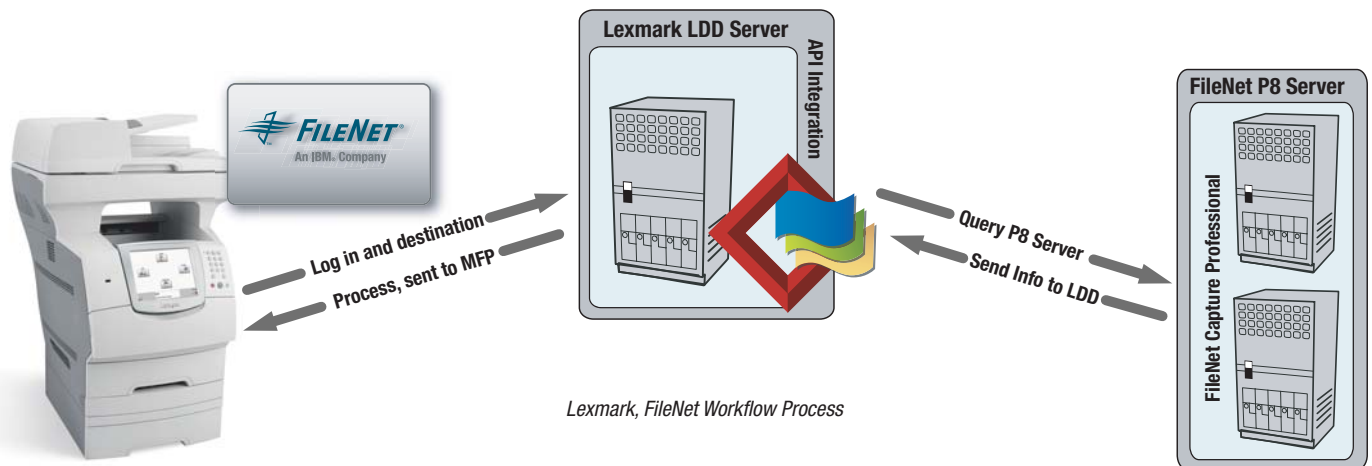 Lexmark LDD Server
API Integration
FILENET®
An IBM® Company
Log in and destination
Process, sent to MFP
Query P8 Server
Send Info to LDD
FileNet P8 Server
FileNet Capture Professional
Lexmark, FileNet Workflow Process